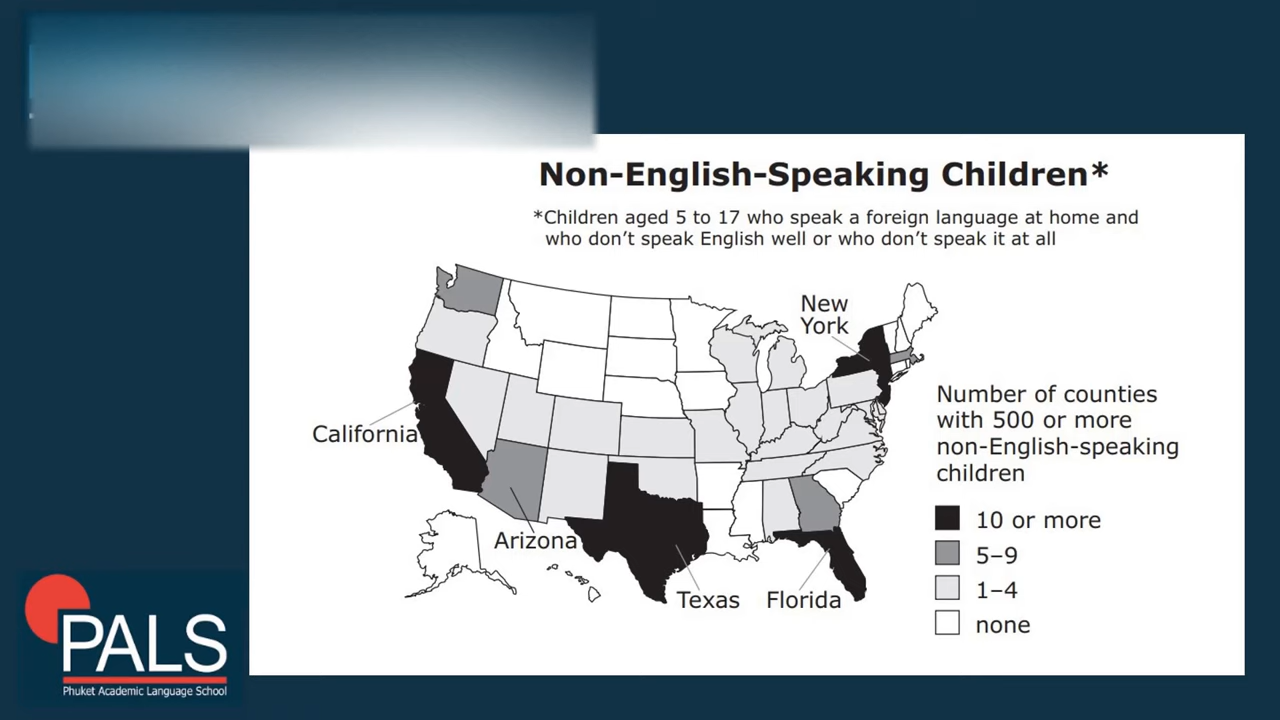 Non-English-Speaking Children*
*Children aged 5 to 17 who speak a foreign language at home and
who don't speak English well or who don't speak it at all
New
York
California
Arizona
Texas
Florida
Number of counties
with 500 or more
non-English-speaking
children
10 or more
5–9
1–4
none
PALS
Phuket Academic Language School